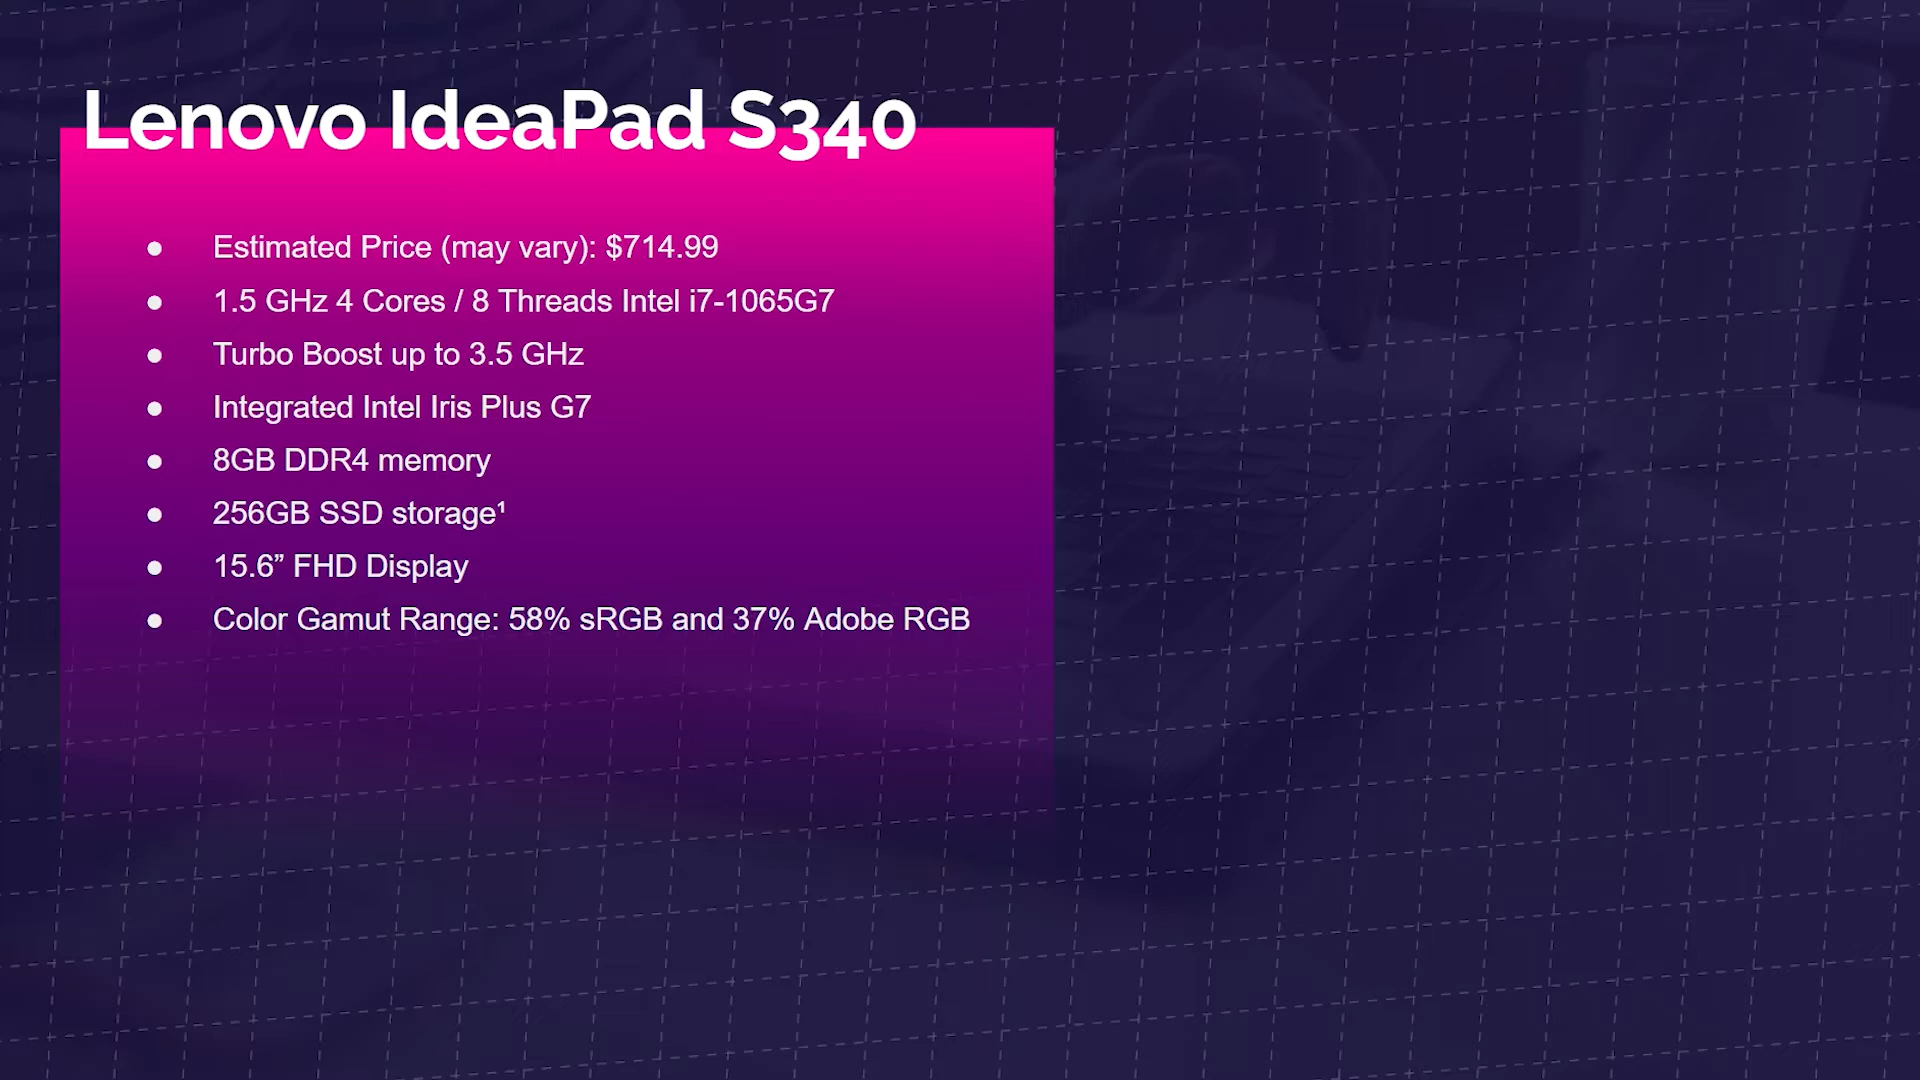 Lenovo IdeaPad S340
● Estimated Price (may vary): $714.99
● 1.5 GHz 4 Cores / 8 Threads Intel i7-1065G7
● Turbo Boost up to 3.5 GHz
● Integrated Intel Iris Plus G7
● 8GB DDR4 memory
● 256GB SSD storage¹
● 15.6” FHD Display
● Color Gamut Range: 58% sRGB and 37% Adobe RGB